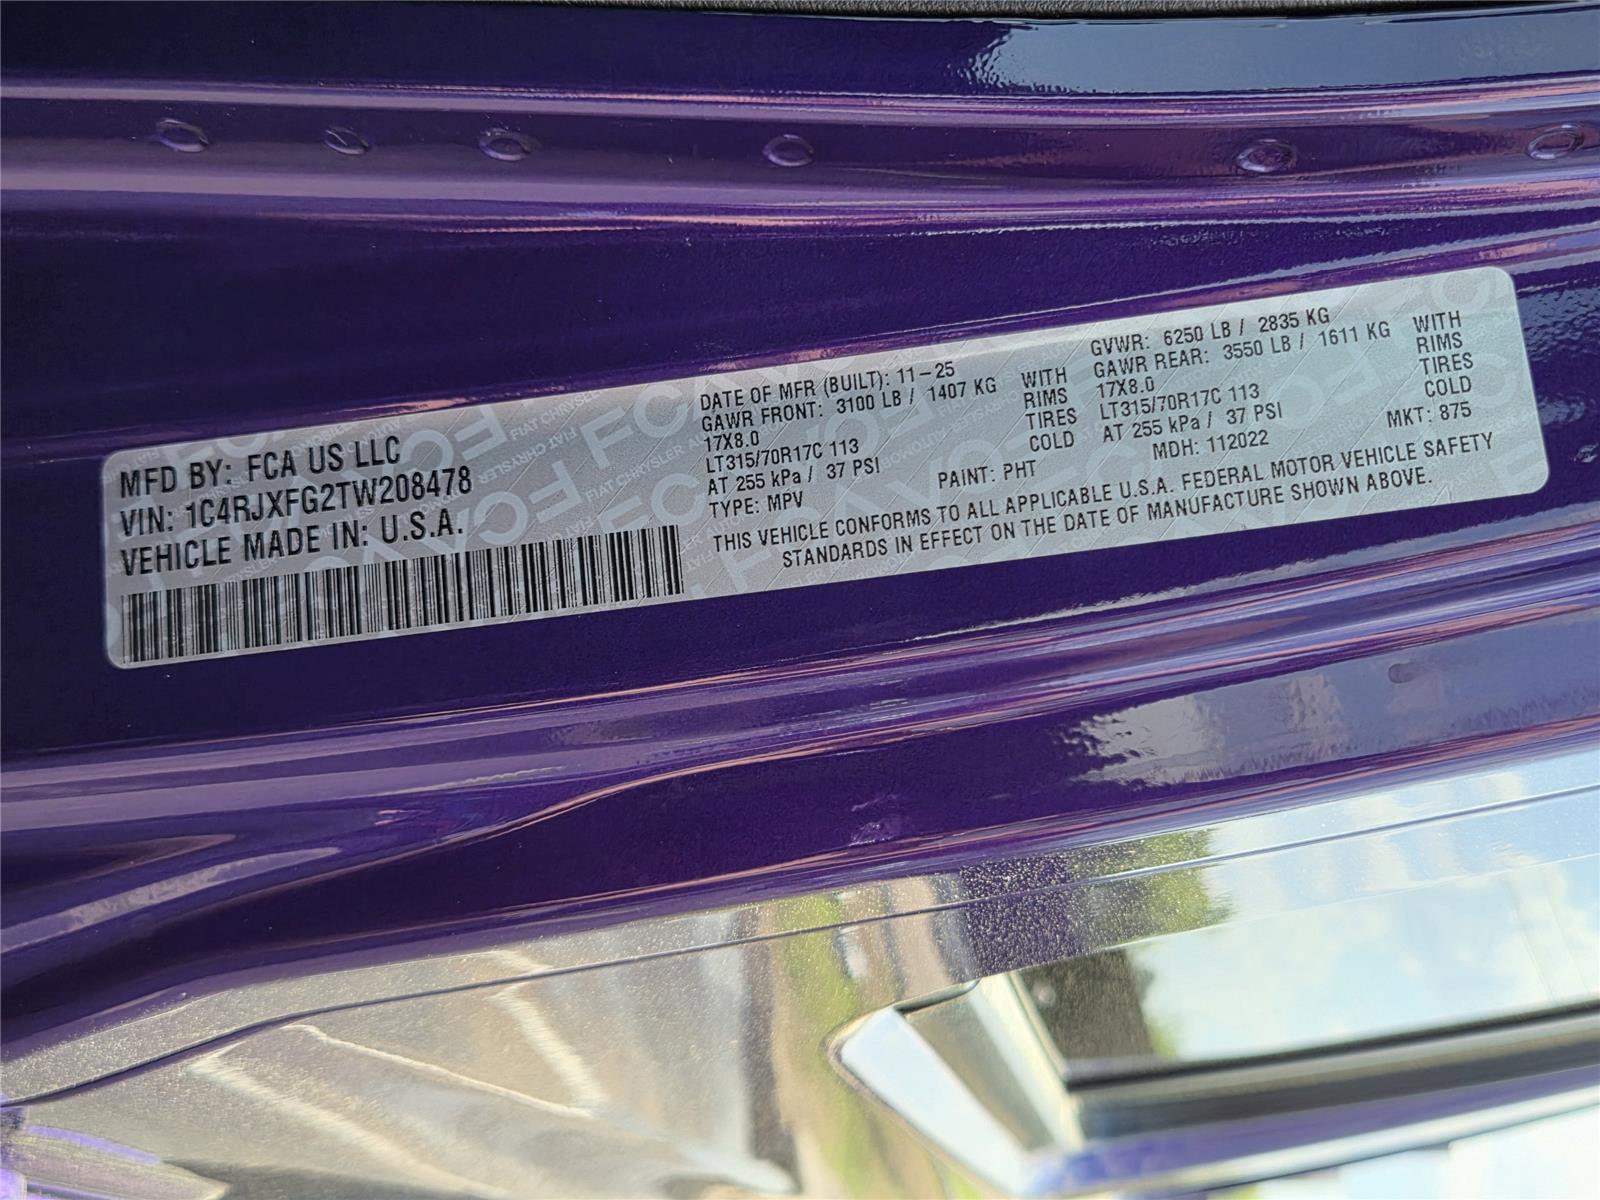 MFD BY: FCA US LLC
VIN: 1C4RJXFG2TW208478
VEHICLE MADE IN: U.S.A.
DATE OF MFR (BUILT): 11-25
GAWR FRONT: 3100 LB / 1407 KG WITH
17X8.0 RIMS
LT315/70R17C 113 TIRES
AT 255 kPa / 37 PSI COLD
TYPE: MPV PAINT: PHT
GVWR: 6250 LB / 2835 KG
GAWR REAR: 3550 LB / 1611 KG WITH
17X8.0 RIMS
LT315/70R17C 113 TIRES
AT 255 kPa / 37 PSI COLD
MDH: 112022 MKT: 875
THIS VEHICLE CONFORMS TO ALL APPLICABLE U.S.A. FEDERAL MOTOR VEHICLE SAFETY
STANDARDS IN EFFECT ON THE DATE OF MANUFACTURE SHOWN ABOVE.